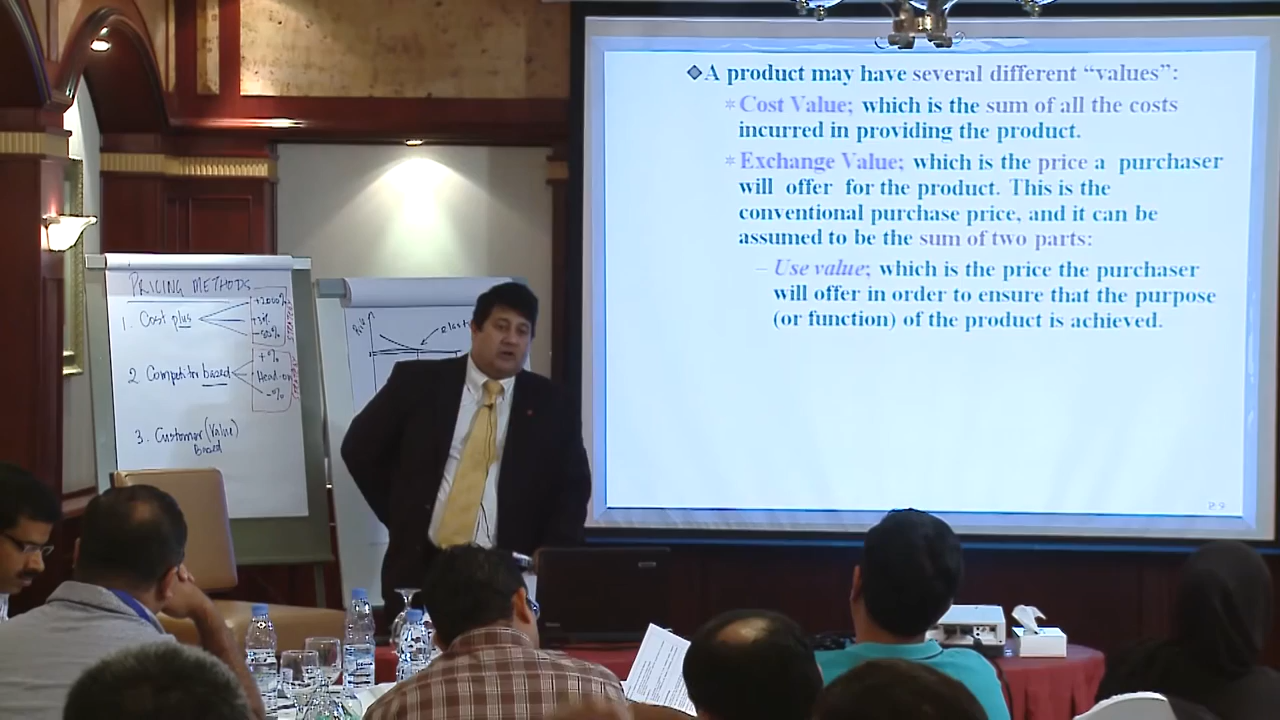 PRICING METHODS
1. Cost plus
+2000%
+3%
-50%
2 Competitor based
+%
Head-on
-%
3. Customer (Value)
Based
Price
◆A product may have several different “values”:
*Cost Value; which is the sum of all the costs
incurred in providing the product.
*Exchange Value; which is the price a purchaser
will offer for the product. This is the
conventional purchase price, and it can be
assumed to be the sum of two parts:
– Use value; which is the price the purchaser
will offer in order to ensure that the purpose
(or function) of the product is achieved.